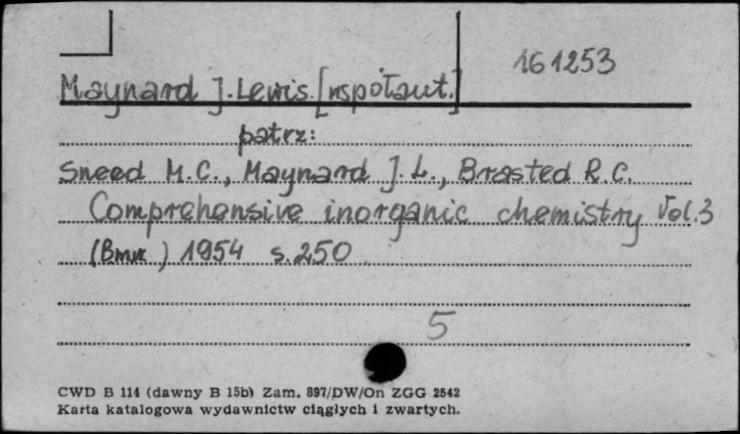 161253
Maynard J. Lewis [współaut.]
patrz:
Sneed M.C., Maynard J. L., Brasted R.C.
Comprehensive inorganic chemistry Vol.3
) 1954 s. 250
5
CWD B 114 (dawny B 15b) Zam. 897/DW/On ZGG 2542
Karta katalogowa wydawnictw ciągłych i zwartych.